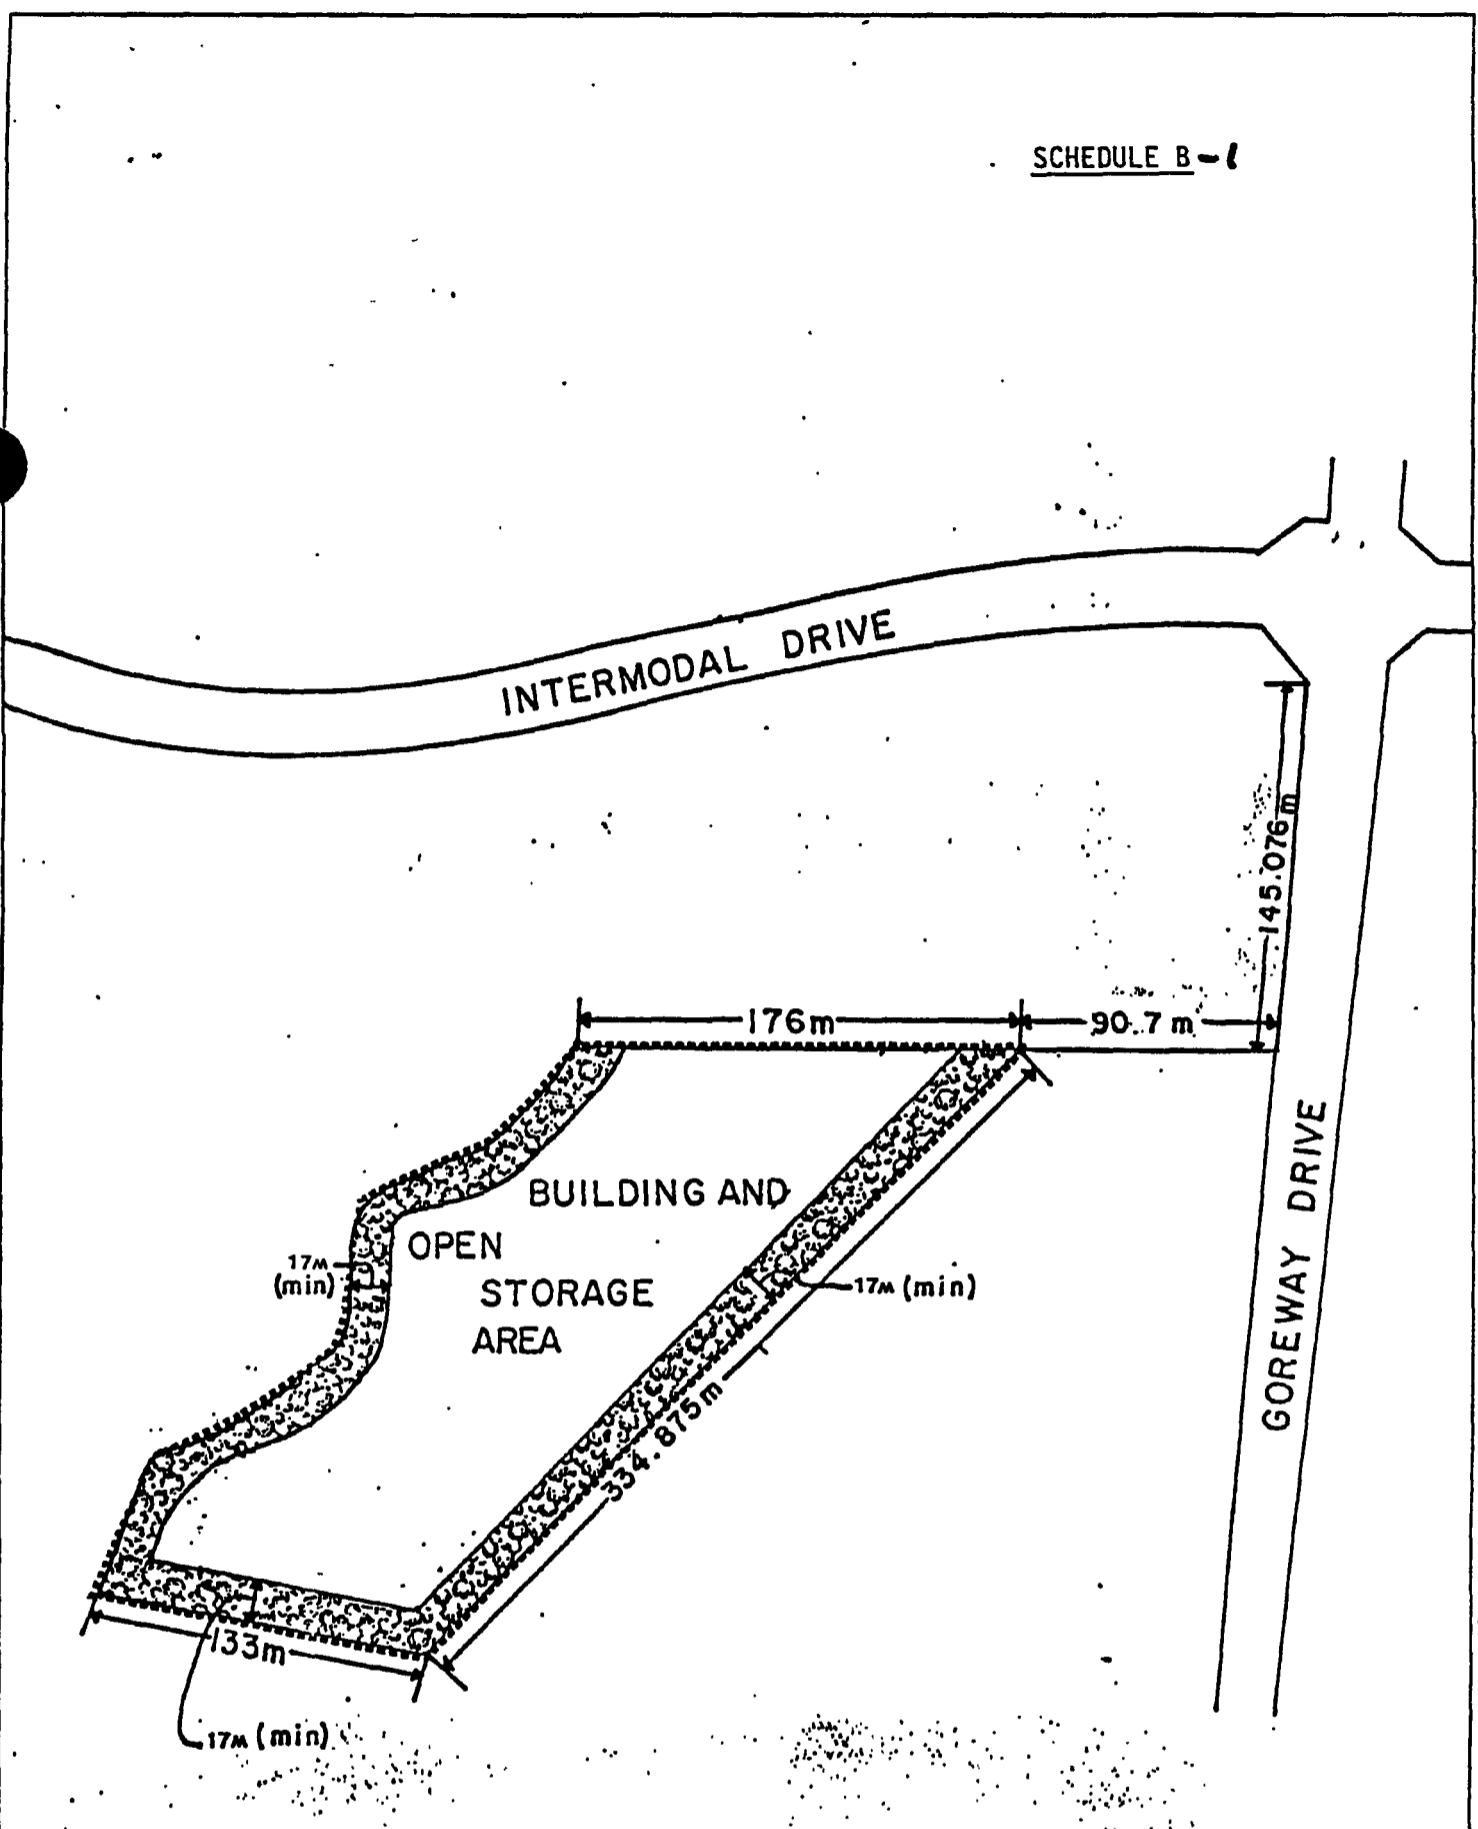 SCHEDULE B-1
INTERMODAL DRIVE
145.076m
176m
90.7m
BUILDING AND
OPEN
STORAGE
AREA
17M
(min)
17M (min)
334.875m
GOREWAY DRIVE
133m
17M (min)